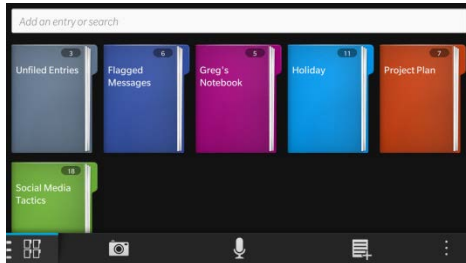 Add an entry or search
3
Unfiled Entries
6
Flagged
Messages
5
Greg's
Notebook
11
Holiday
7
Project Plan
18
Social Media
Tactics